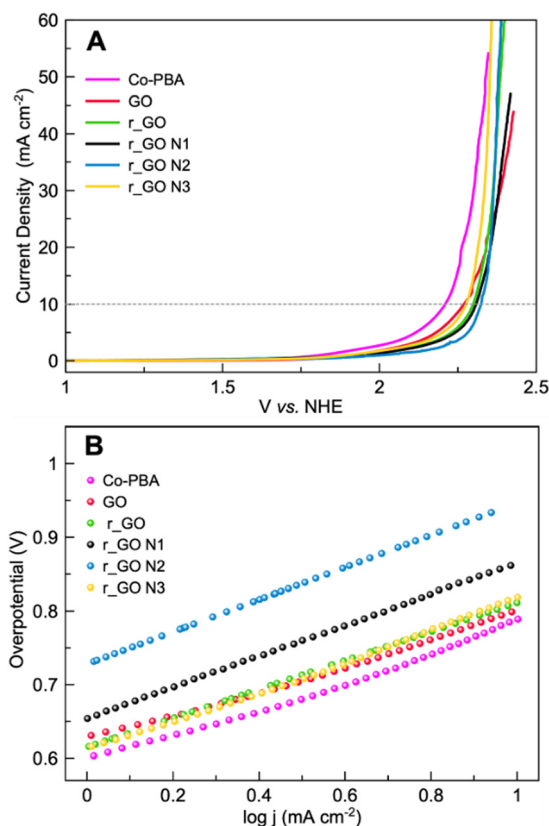 A
60
50
40
30
20
10
0
Current Density (mA cm-2)
Co-PBA
GO
r_GO
r_GO N1
r_GO N2
r_GO N3
1
1.5
2
2.5
V vs. NHE
B
1
0.9
0.8
0.7
0.6
Overpotential (V)
Co-PBA
GO
r_GO
r_GO N1
r_GO N2
r_GO N3
0
0.2
0.4
0.6
0.8
1
log j (mA cm-2)